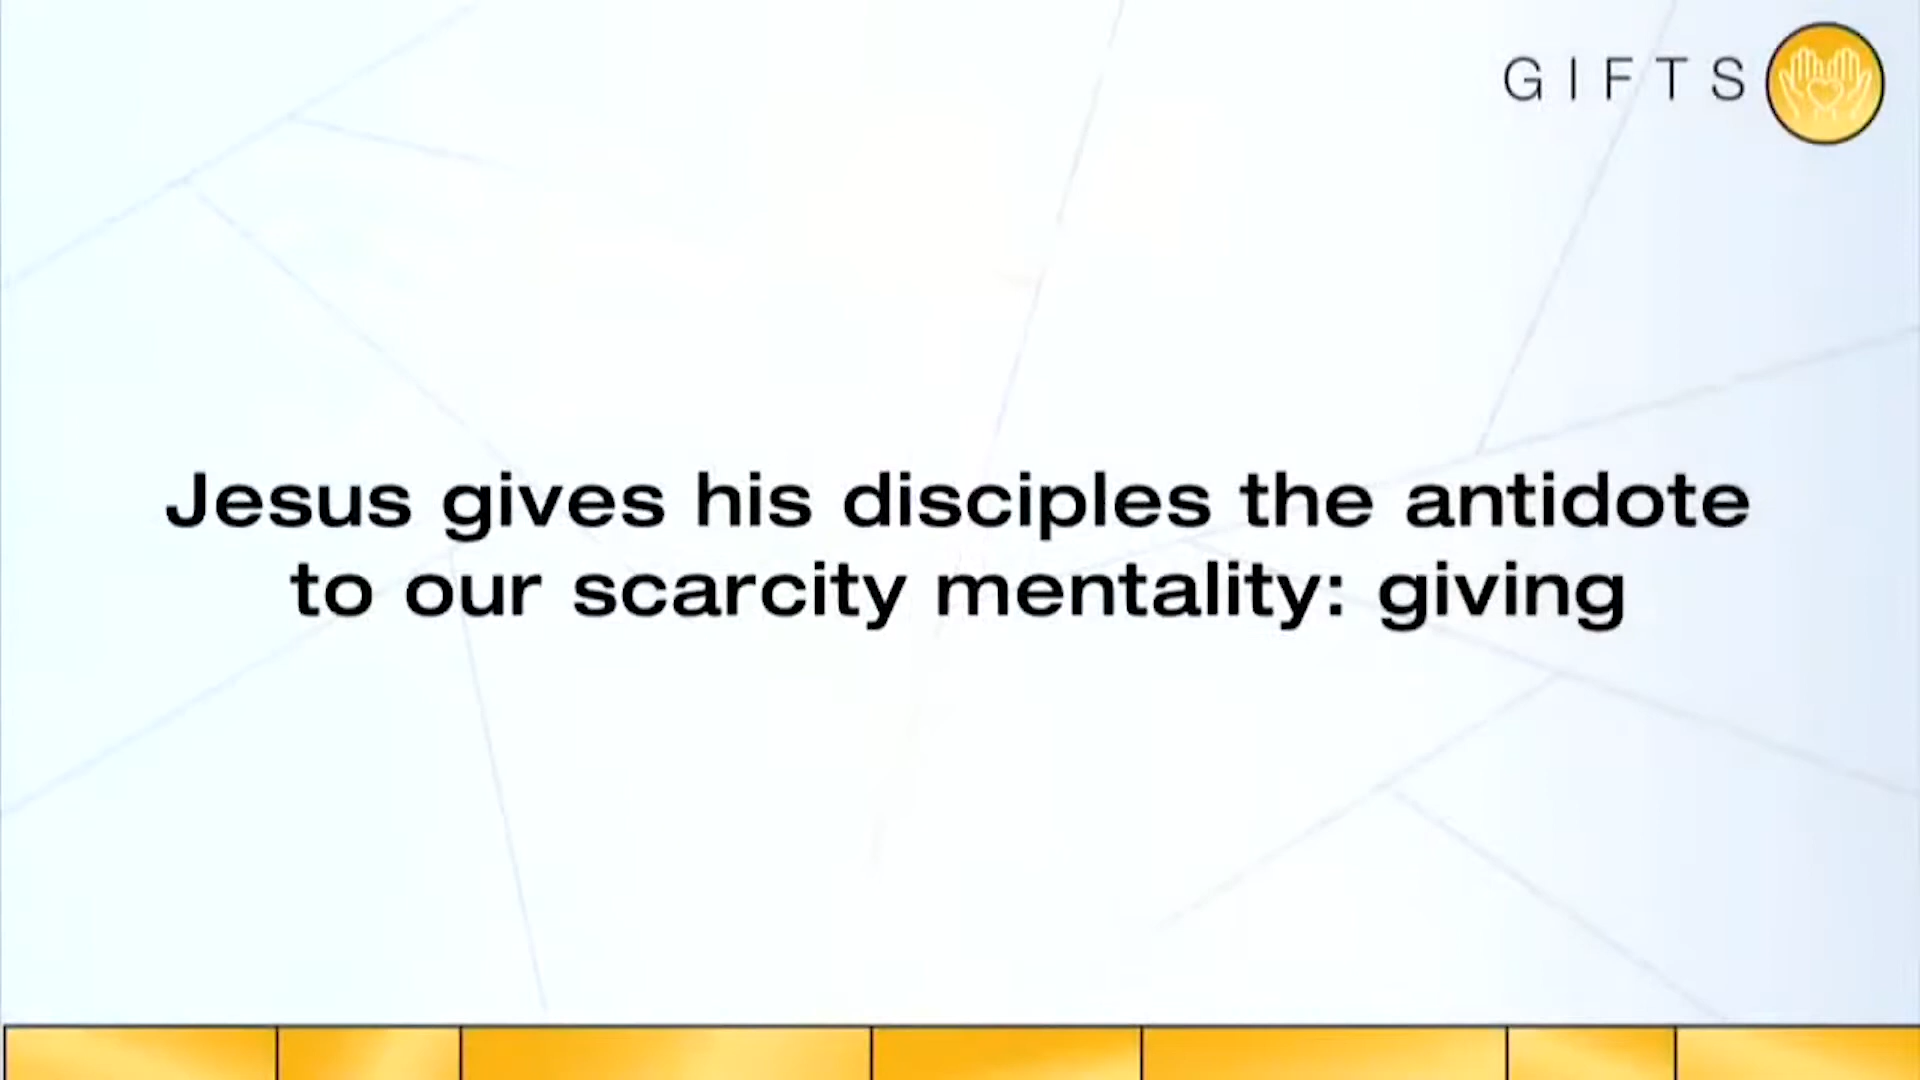 GIFTS
Jesus gives his disciples the antidote
to our scarcity mentality: giving